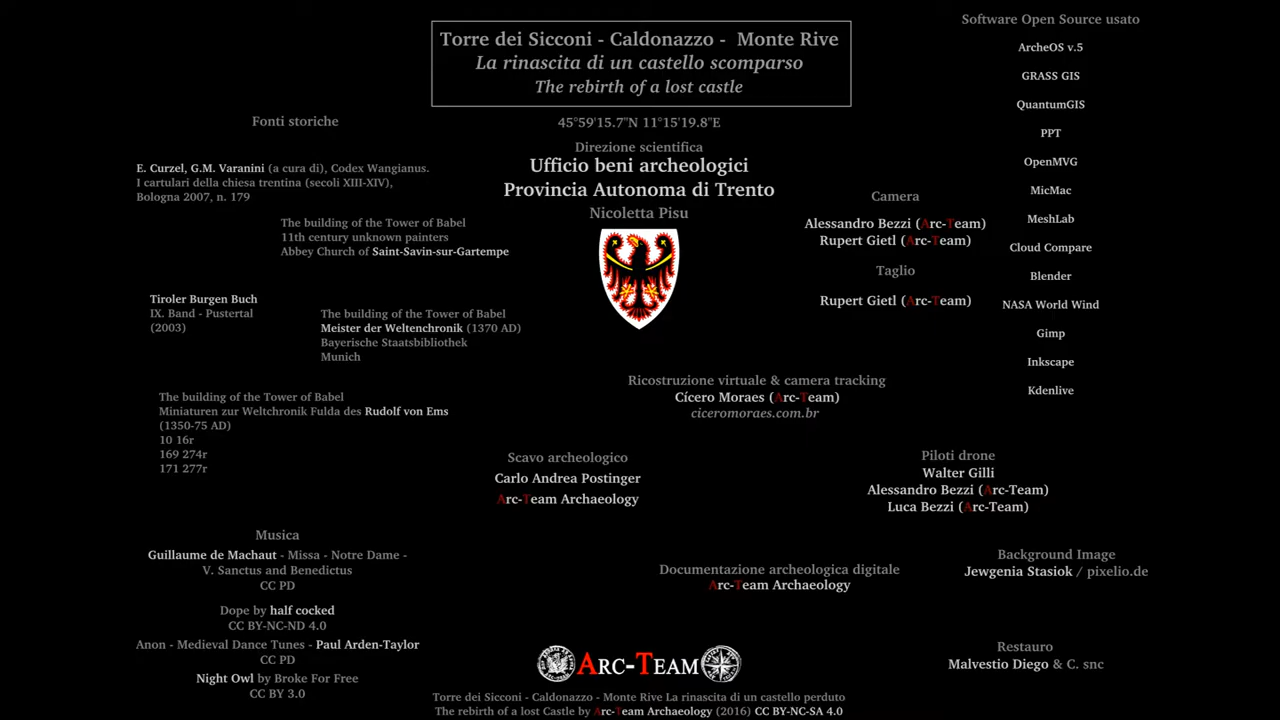 Torre dei Sicconi - Caldonazzo - Monte Rive
La rinascita di un castello scomparso
The rebirth of a lost castle
45°59'15.7"N 11°15'19.8"E
Direzione scientifica
Ufficio beni archeologici
Provincia Autonoma di Trento
Nicoletta Pisu
Fonti storiche
E. Curzel, G.M. Varanini (a cura di), Codex Wangianus.
I cartulari della chiesa trentina (secoli XIII-XIV),
Bologna 2007, n. 179
The building of the Tower of Babel
11th century unknown painters
Abbey Church of Saint-Savin-sur-Gartempe
Tiroler Burgen Buch
IX. Band - Pustertal
(2003)
The building of the Tower of Babel
Meister der Weltenchronik (1370 AD)
Bayerische Staatsbibliothek
Munich
The building of the Tower of Babel
Miniaturen zur Weltchronik Fulda des Rudolf von Ems
(1350-75 AD)
10 16r
169 274r
171 277r
Camera
Alessandro Bezzi (Arc-Team)
Rupert Gietl (Arc-Team)
Taglio
Rupert Gietl (Arc-Team)
Software Open Source usato
ArcheOS v.5
GRASS GIS
QuantumGIS
PPT
OpenMVG
MicMac
MeshLab
Cloud Compare
Blender
NASA World Wind
Gimp
Inkscape
Kdenlive
Ricostruzione virtuale & camera tracking
Cícero Moraes (Arc-Team)
ciceromoraes.com.br
Scavo archeologico
Carlo Andrea Postinger
Arc-Team Archaeology
Piloti drone
Walter Gilli
Alessandro Bezzi (Arc-Team)
Luca Bezzi (Arc-Team)
Musica
Guillaume de Machaut - Missa - Notre Dame -
V. Sanctus and Benedictus
CC PD
Dope by half cocked
CC BY-NC-ND 4.0
Anon - Medieval Dance Tunes - Paul Arden-Taylor
CC PD
Night Owl by Broke For Free
CC BY 3.0
Documentazione archeologica digitale
Arc-Team Archaeology
Background Image
Jewgenia Stasiok / pixelio.de
Restauro
Malvestio Diego & C. snc
ARC-TEAM
Torre dei Sicconi - Caldonazzo - Monte Rive La rinascita di un castello perduto
The rebirth of a lost Castle by Arc-Team Archaeology (2016) CC BY-NC-SA 4.0